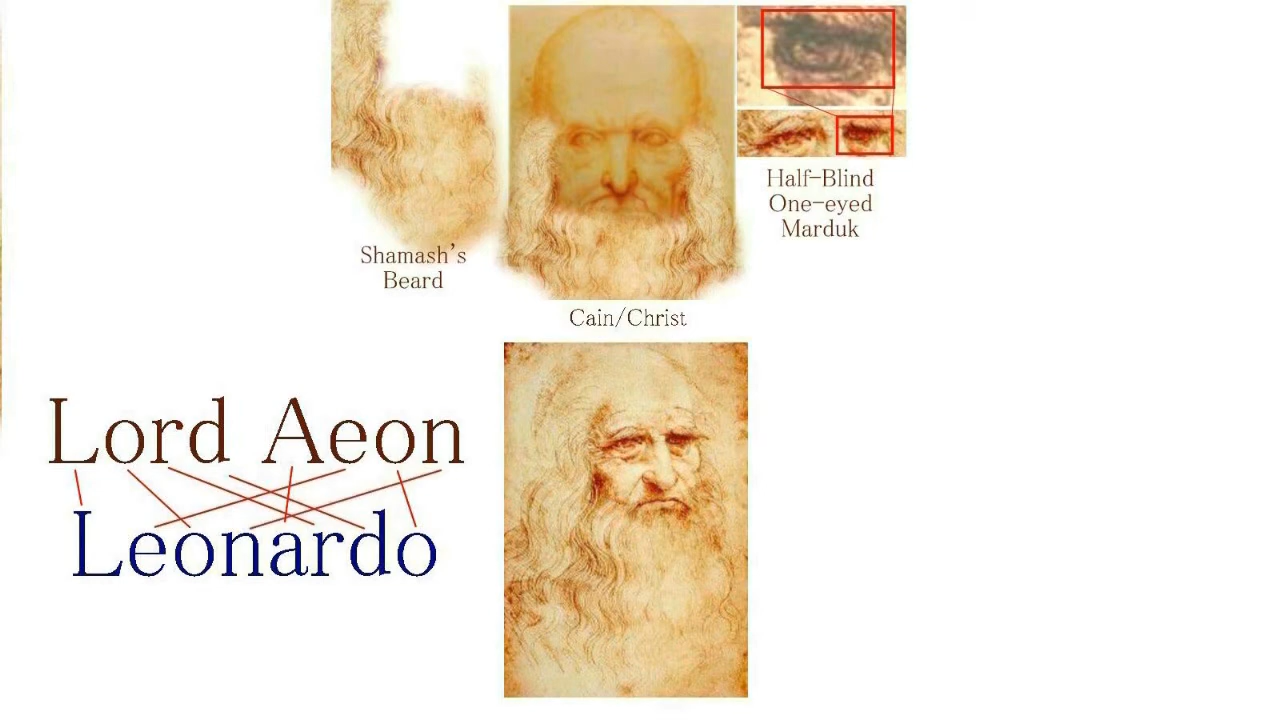 Half-Blind
One-eyed
Marduk
Shamash's
Beard
Cain/Christ
Lord Aeon
Leonardo